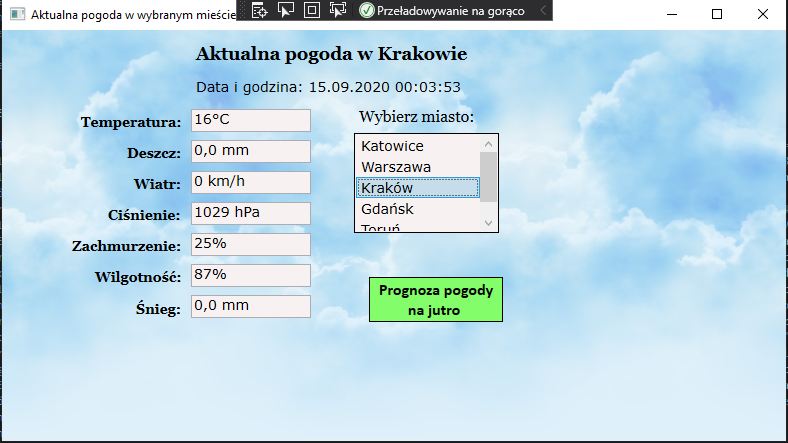 Aktualna pogoda w wybranym mieście
Przeładowywanie na gorąco
Aktualna pogoda w Krakowie
Data i godzina: 15.09.2020 00:03:53
Temperatura: 16°C
Deszcz: 0,0 mm
Wiatr: 0 km/h
Ciśnienie: 1029 hPa
Zachmurzenie: 25%
Wilgotność: 87%
Śnieg: 0,0 mm
Wybierz miasto:
Katowice
Warszawa
Kraków
Gdańsk
Toruń
Prognoza pogody
na jutro